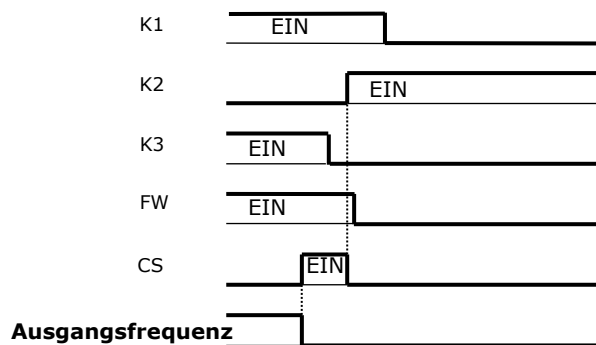 K1 EIN
K2 EIN
K3 EIN
FW EIN
CS EIN
Ausgangsfrequenz